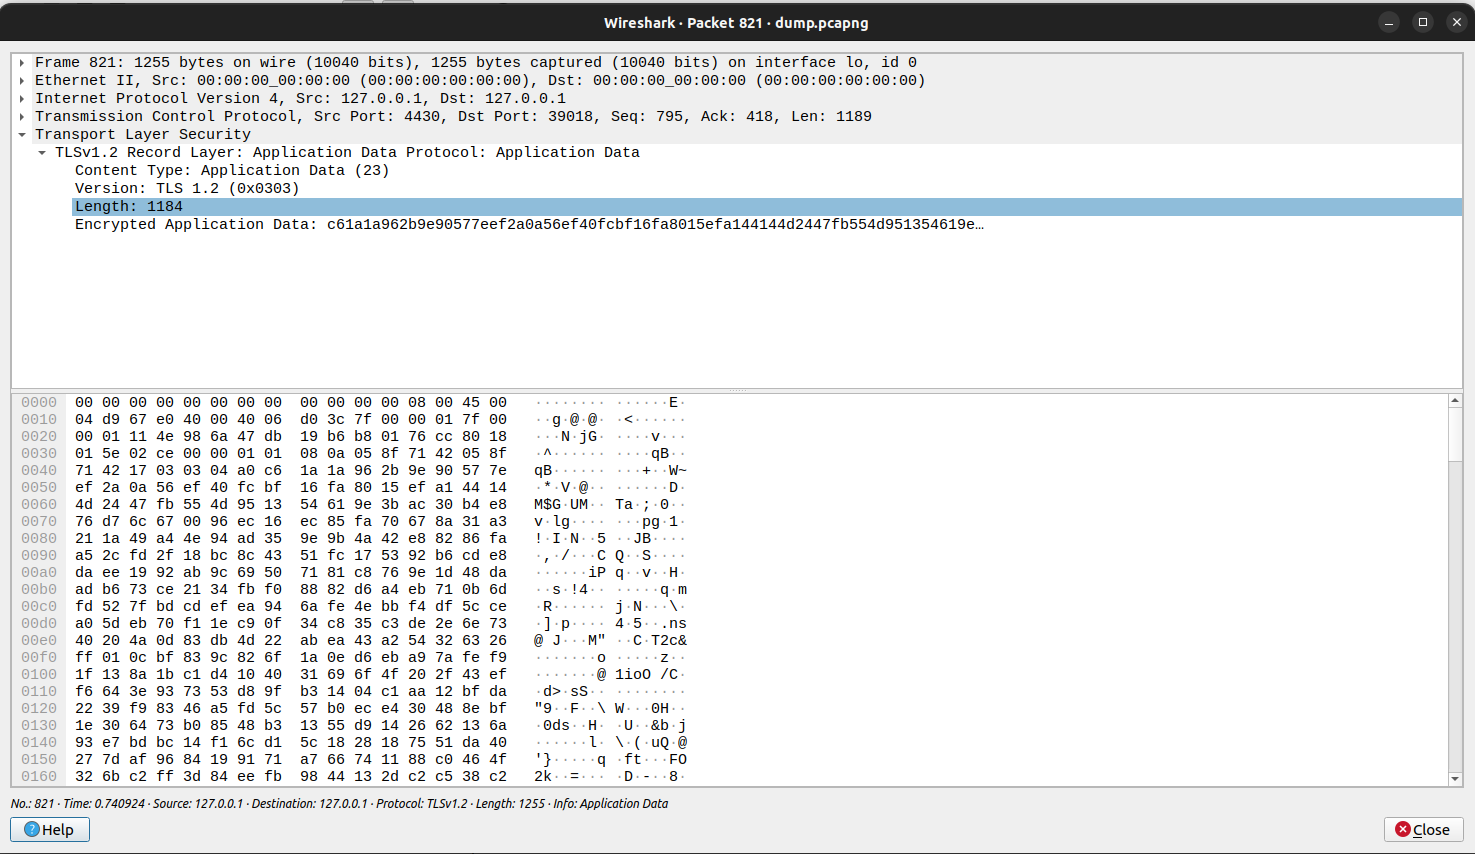 Wireshark · Packet 821 · dump.pcapng
Frame 821: 1255 bytes on wire (10040 bits), 1255 bytes captured (10040 bits) on interface lo, id 0
Ethernet II, Src: 00:00:00_00:00:00 (00:00:00:00:00:00), Dst: 00:00:00_00:00:00 (00:00:00:00:00:00)
Internet Protocol Version 4, Src: 127.0.0.1, Dst: 127.0.0.1
Transmission Control Protocol, Src Port: 4430, Dst Port: 39018, Seq: 795, Ack: 418, Len: 1189
Transport Layer Security
TLSv1.2 Record Layer: Application Data Protocol: Application Data
Content Type: Application Data (23)
Version: TLS 1.2 (0x0303)
Length: 1184
Encrypted Application Data: c61a1a962b9e90577eef2a0a56ef40fcbf16fa8015efa144144d2447fb554d951354619e…
0000 00 00 00 00 00 00 00 00 00 00 00 00 08 00 45 00 ········ ······E·
0010 04 d9 67 e0 40 00 40 06 d0 3c 7f 00 00 01 7f 00 ··g·@·@· ·<······
0020 00 01 11 4e 98 6a 47 db 19 b6 b8 01 76 cc 80 18 ···N·jG· ····v···
0030 01 5e 02 ce 00 00 01 01 08 0a 05 8f 71 42 05 8f ·^······ ····qB··
0040 71 42 17 03 03 04 a0 c6 1a 1a 96 2b 9e 90 57 7e qB······ ···+··W~
0050 ef 2a 0a 56 ef 40 fc bf 16 fa 80 15 ef a1 44 14 ·*·V·@·· ······D·
0060 4d 24 47 fb 55 4d 95 13 54 61 9e 3b ac 30 b4 e8 M$G·UM·· Ta·;·0··
0070 76 d7 6c 67 00 96 ec 16 ec 85 fa 70 67 8a 31 a3 v·lg···· ···pg·1·
0080 21 1a 49 a4 4e 94 ad 35 9e 9b 4a 42 e8 82 86 fa !·I·N··5 ··JB····
0090 a5 2c fd 2f 18 bc 8c 43 51 fc 17 53 92 b6 cd e8 ·,·/···C Q··S····
00a0 da ee 19 92 ab 9c 69 50 71 81 c8 76 9e 1d 48 da ······iP q··v··H·
00b0 ad b6 73 ce 21 34 fb f0 88 82 d6 a4 eb 71 0b 6d ··s·!4·· ·····q·m
00c0 fd 52 7f bd cd ef ea 94 6a fe 4e bb f4 df 5c ce ·R······ j·N···\·
00d0 a0 5d eb 70 f1 1e c9 0f 34 c8 35 c3 de 2e 6e 73 ·]·p···· 4·5··.ns
00e0 40 20 4a 0d 83 db 4d 22 ab ea 43 a2 54 32 63 26 @ J···M" ··C·T2c&
00f0 ff 01 0c bf 83 9c 82 6f 1a 0e d6 eb a9 7a fe f9 ·······o ·····z··
0100 1f 13 8a 1b c1 d4 10 40 31 69 6f 4f 20 2f 43 ef ·······@ 1ioO /C·
0110 f6 64 3e 93 73 53 d8 9f b3 14 04 c1 aa 12 bf da ·d>·sS·· ········
0120 22 39 f9 83 46 a5 fd 5c 57 b0 ec e4 30 48 8e bf "9··F··\ W···0H··
0130 1e 30 64 73 b0 85 48 b3 13 55 d9 14 26 62 13 6a ·0ds··H· ·U··&b·j
0140 93 e7 bd bc 14 f1 6c d1 5c 18 28 18 75 51 da 40 ······l· \·(·uQ·@
0150 27 7d af 96 84 19 91 71 a7 66 74 11 88 c0 46 4f '}·····q ·ft···FO
0160 32 6b c2 ff 3d 84 ee fb 98 44 13 2d c2 c5 38 c2 2k··=··· ·D·-··8·
No.: 821 · Time: 0.740924 · Source: 127.0.0.1 · Destination: 127.0.0.1 · Protocol: TLSv1.2 · Length: 1255 · Info: Application Data
Help
Close